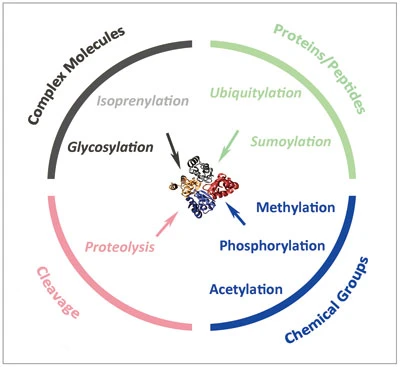 Complex Molecules
Proteins/Peptides
Isoprenylation
Ubiquitylation
Glycosylation
Sumoylation
Methylation
Proteolysis
Phosphorylation
Acetylation
Cleavage
Chemical Groups